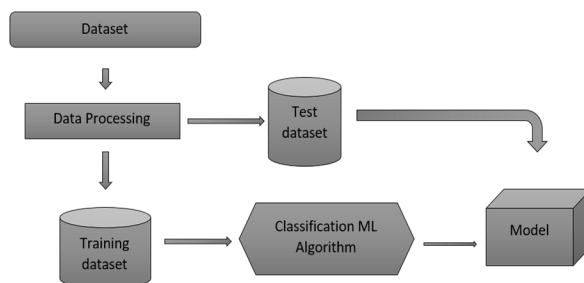 Dataset
Data Processing
Test
dataset
Training
dataset
Classification ML
Algorithm
Model